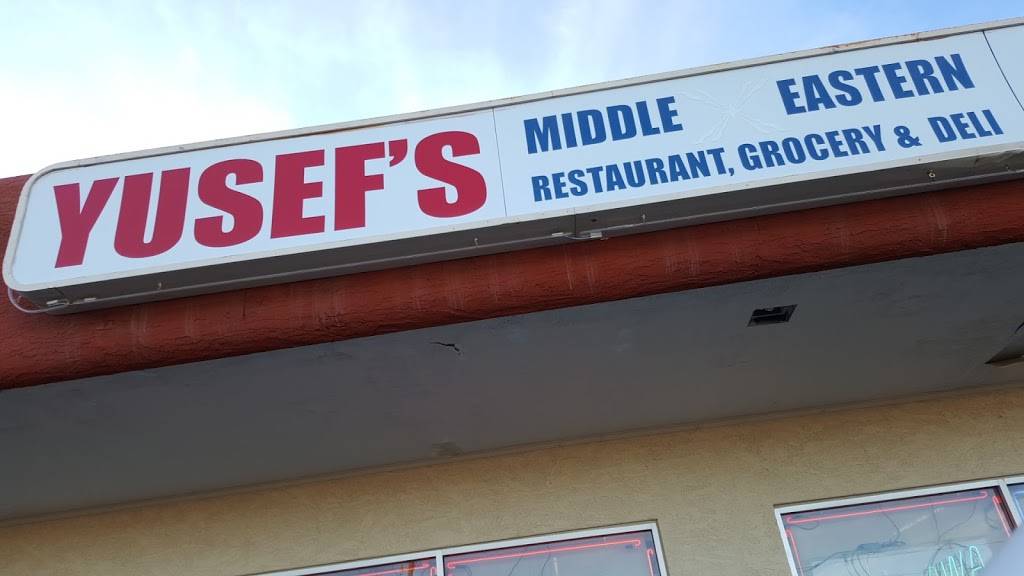 YUSEF'S
MIDDLE EASTERN
RESTAURANT, GROCERY & DELI